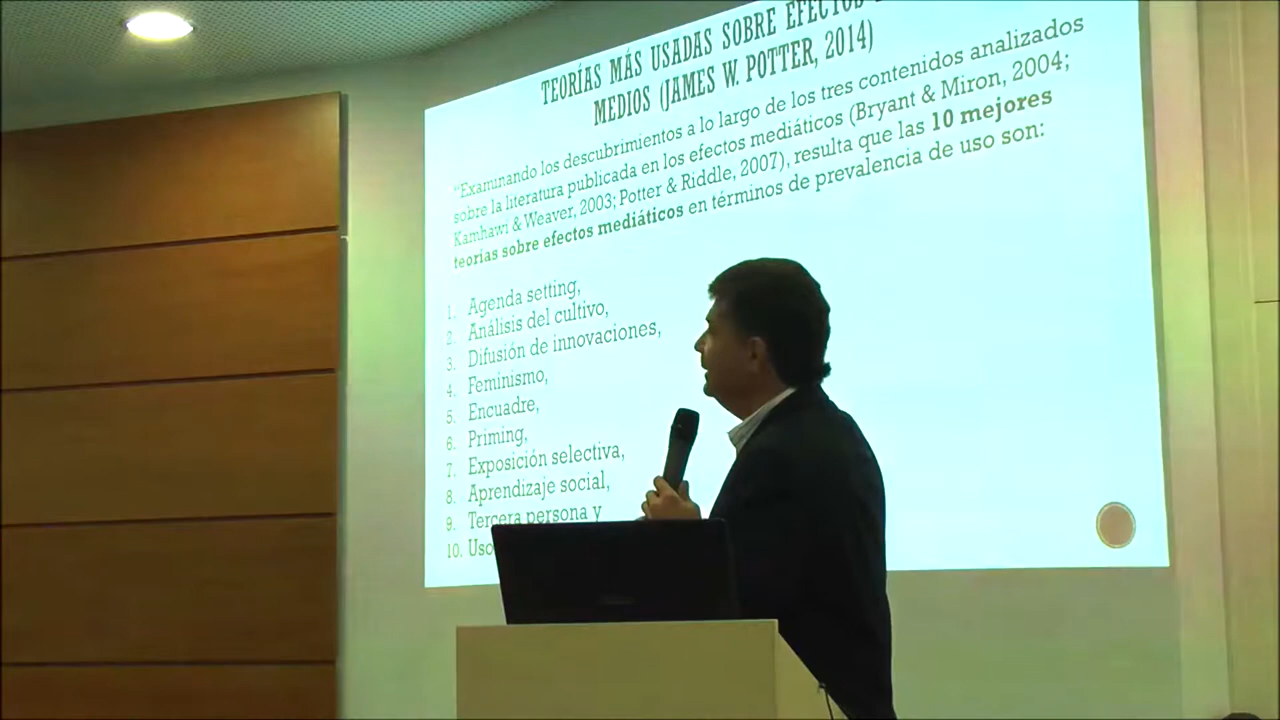 TEORÍAS MÁS USADAS SOBRE EFECTOS
MEDIOS (JAMES W. POTTER, 2014)
“Examinando los descubrimientos a lo largo de los tres contenidos analizados
sobre la literatura publicada en los efectos mediáticos (Bryant & Miron, 2004;
Kamhawi & Weaver, 2003; Potter & Riddle, 2007), resulta que las 10 mejores
teorías sobre efectos mediáticos en términos de prevalencia de uso son:
1. Agenda setting,
2. Análisis del cultivo,
3. Difusión de innovaciones,
4. Feminismo,
5. Encuadre,
6. Priming,
7. Exposición selectiva,
8. Aprendizaje social,
9. Tercera persona y
10. Uso